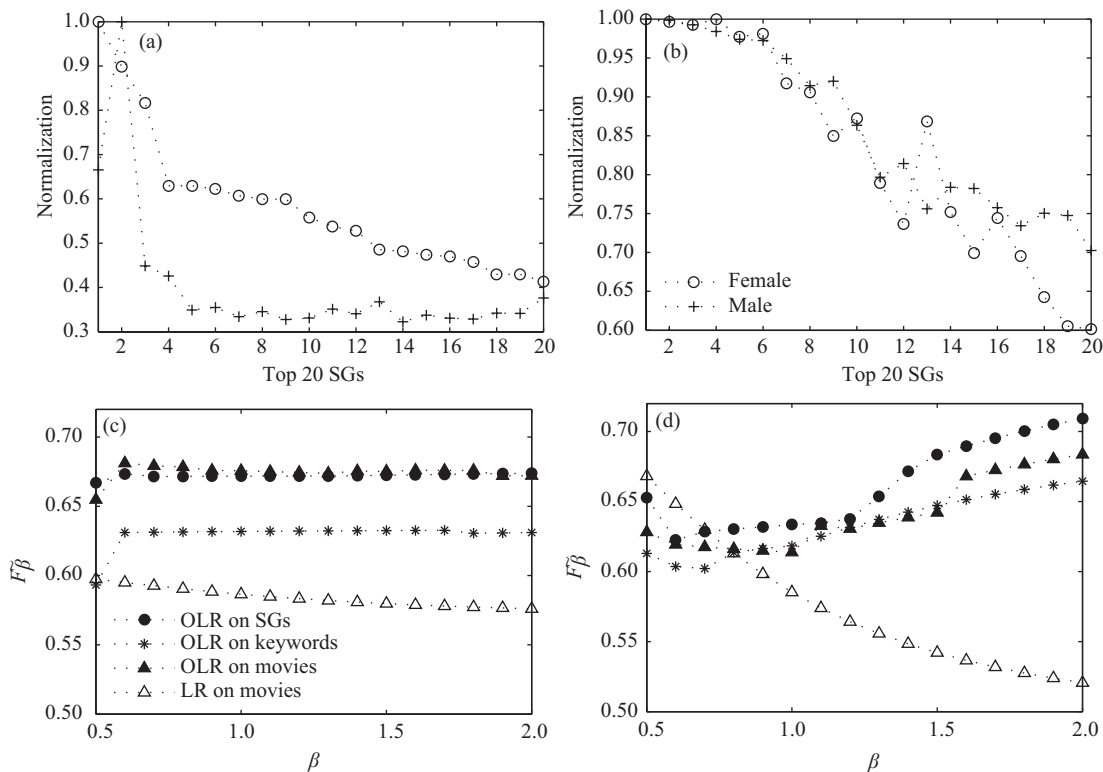 (a)
Normalization
1.0
0.9
0.8
0.7
0.6
0.5
0.4
0.3
2 4 6 8 10 12 14 16 18 20
Top 20 SGs
(b)
Normalization
1.00
0.95
0.90
0.85
0.80
0.75
0.70
0.65
0.60
Female
Male
2 4 6 8 10 12 14 16 18 20
Top 20 SGs
(c)
Fβ̃
0.70
0.65
0.60
0.55
0.50
OLR on SGs
OLR on keywords
OLR on movies
LR on movies
0.5 1.0 1.5 2.0
β
(d)
Fβ̃
0.70
0.65
0.60
0.55
0.50
0.5 1.0 1.5 2.0
β